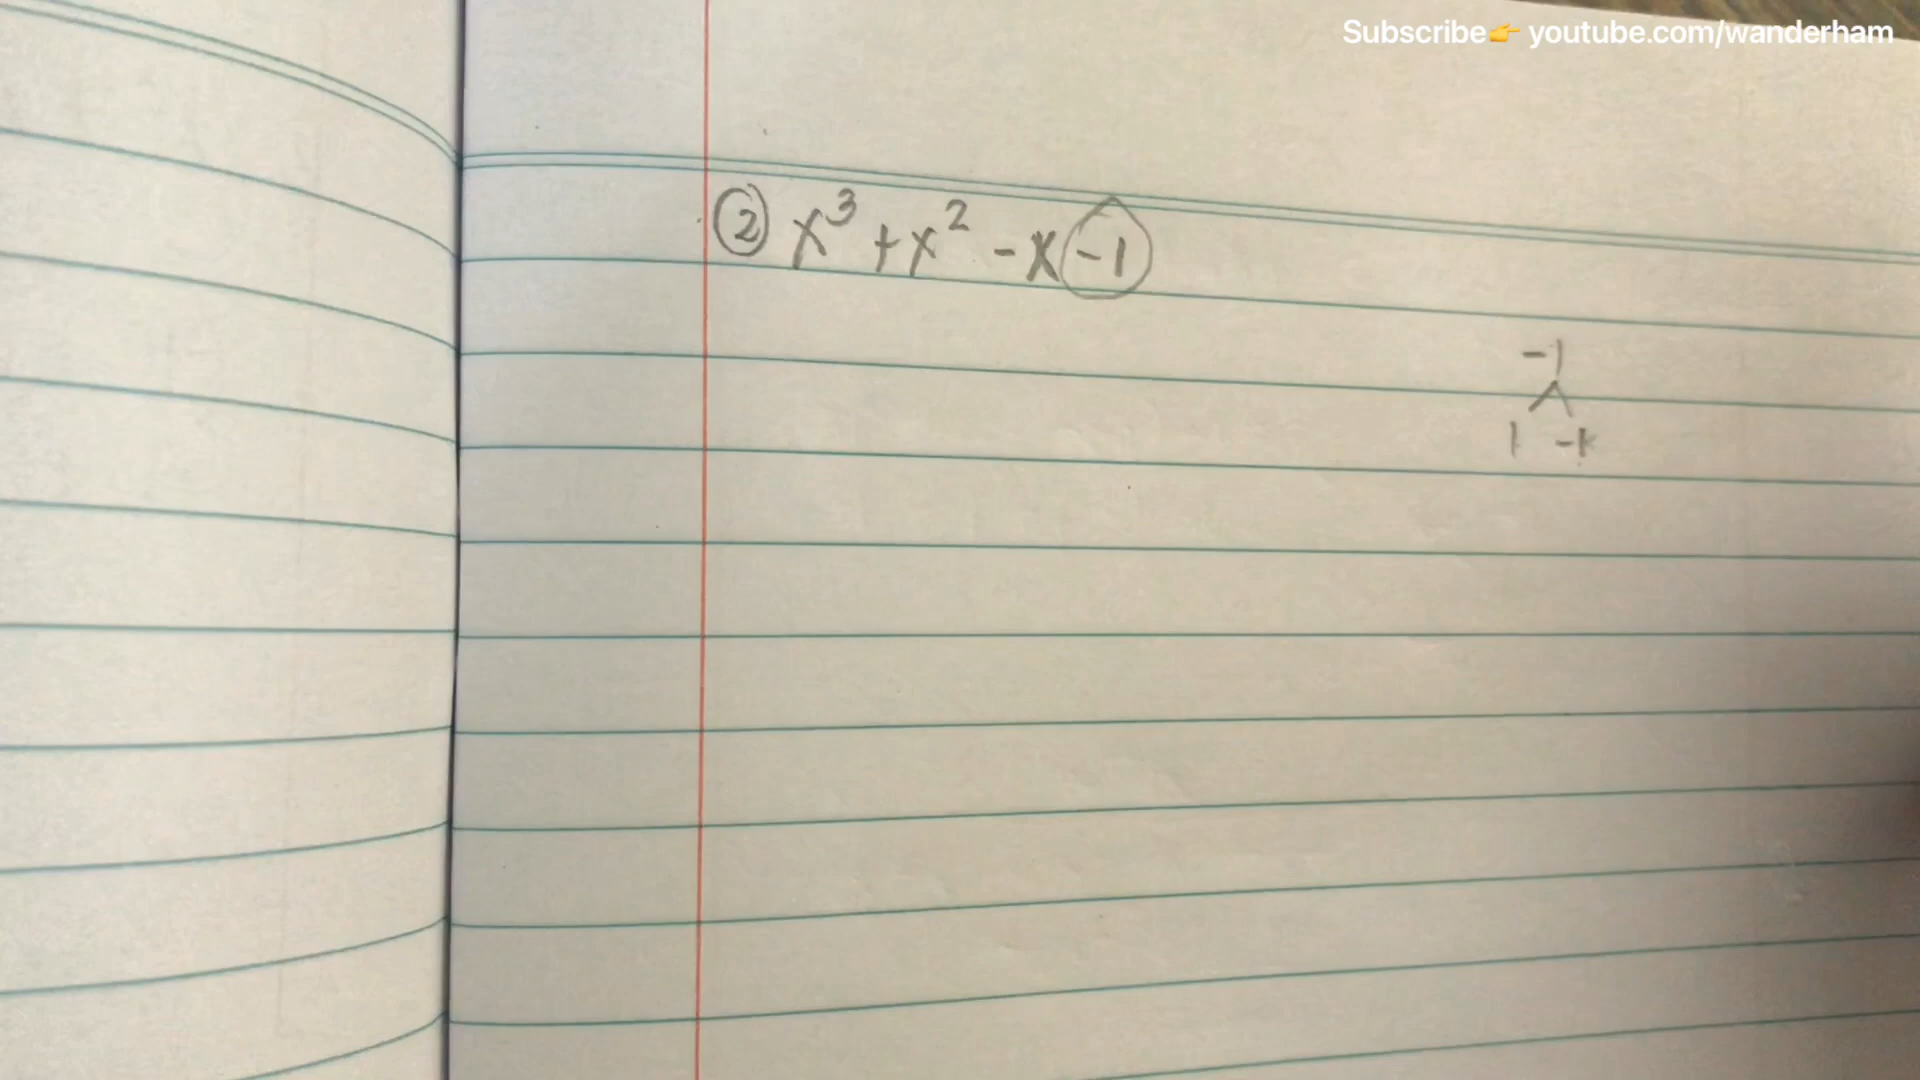 Subscribe👉 youtube.com/wanderham
② x³ + x² - x - 1
-1
1 -1